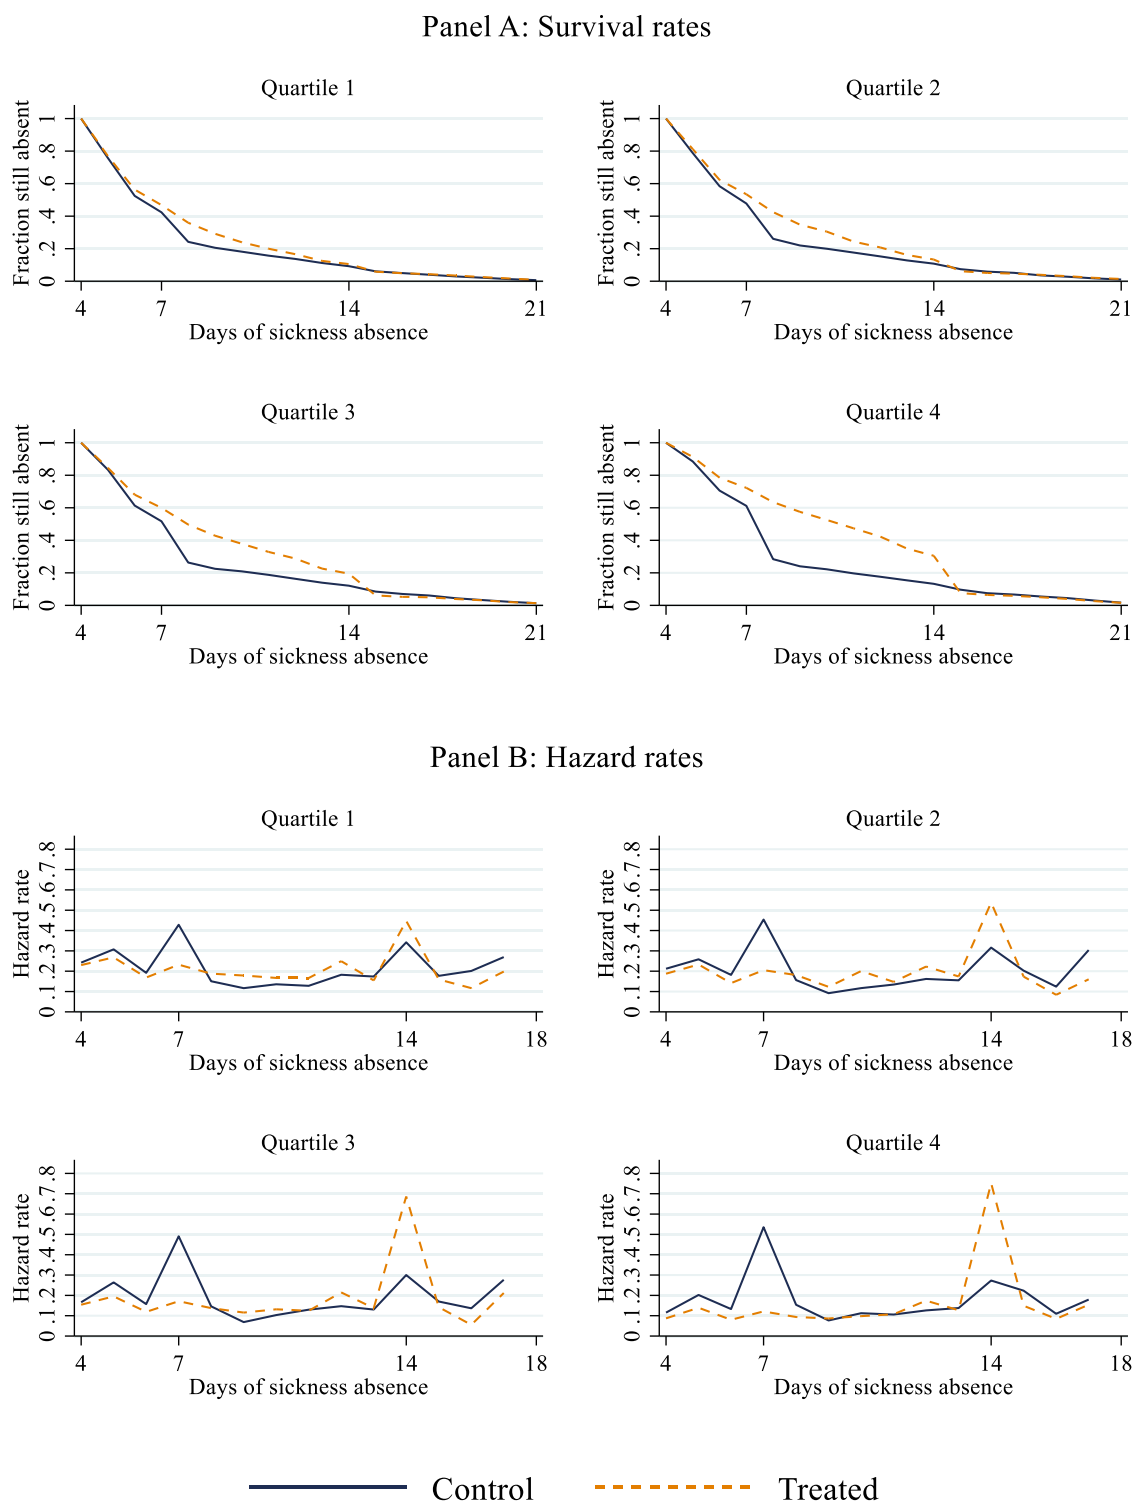 Panel A: Survival rates
Quartile 1
Fraction still absent
0 .2 .4 .6 .8 1
4 7 14 21
Days of sickness absence
Quartile 2
Fraction still absent
0 .2 .4 .6 .8 1
4 7 14 21
Days of sickness absence
Quartile 3
Fraction still absent
0 .2 .4 .6 .8 1
4 7 14 21
Days of sickness absence
Quartile 4
Fraction still absent
0 .2 .4 .6 .8 1
4 7 14 21
Days of sickness absence
Panel B: Hazard rates
Quartile 1
Hazard rate
0 .1 .2 .3 .4 .5 .6 .7 .8
4 7 14 18
Days of sickness absence
Quartile 2
Hazard rate
0 .1 .2 .3 .4 .5 .6 .7 .8
4 7 14 18
Days of sickness absence
Quartile 3
Hazard rate
0 .1 .2 .3 .4 .5 .6 .7 .8
4 7 14 18
Days of sickness absence
Quartile 4
Hazard rate
0 .1 .2 .3 .4 .5 .6 .7 .8
4 7 14 18
Days of sickness absence
Control Treated